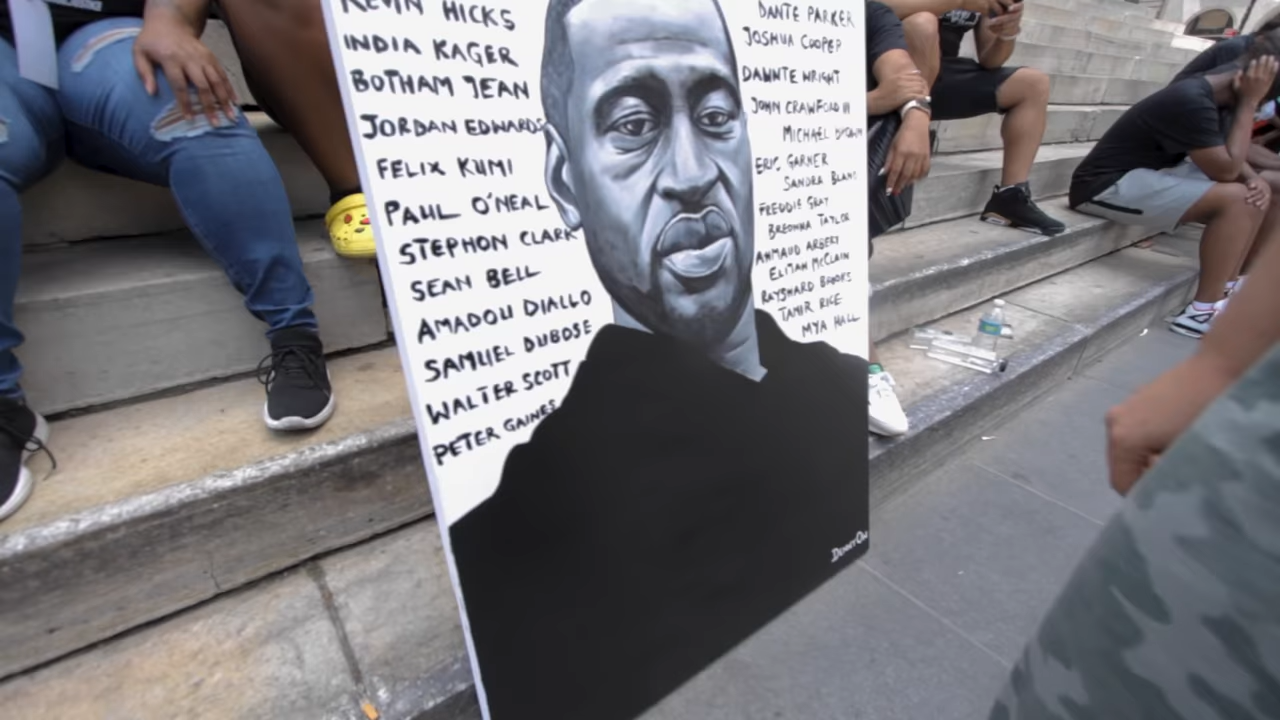 KEVIN HICKS
INDIA KAGER
BOTHAM JEAN
JORDAN EDWARDS
FELIX KUMI
PAUL O'NEAL
STEPHON CLARK
SEAN BELL
AMADOU DIALLO
SAMUEL DUBOSE
WALTER SCOTT
PETER GAINES
DANTE PARKER
JOSHUA COOPER
DAUNTE WRIGHT
JOHN CRAWFORD III
MICHAEL BROWN
ERIC GARNER
SANDRA BLAND
FREDDIE GRAY
BREONNA TAYLOR
AHMAUD ARBERY
ELIJAH McCLAIN
RAYSHARD BROOKS
TAMIR RICE
MYA HALL